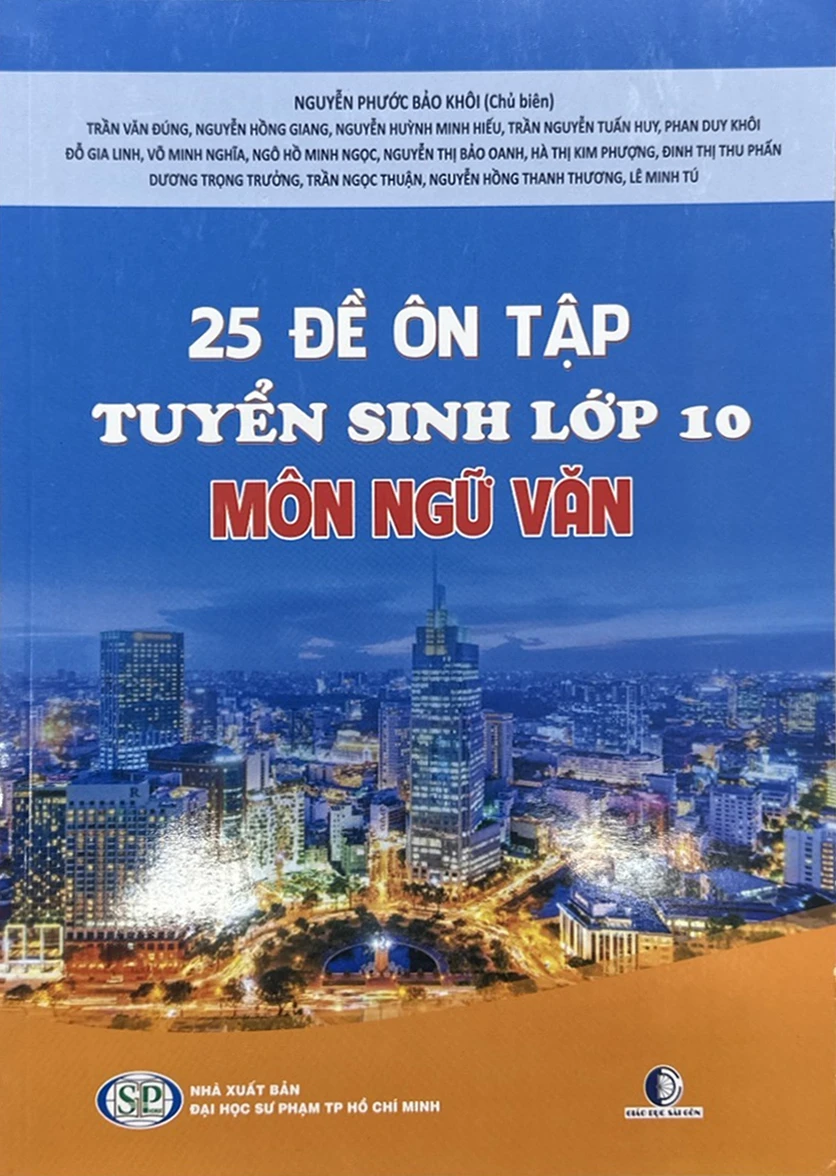 NGUYỄN PHƯỚC BẢO KHÔI (Chủ biên)
TRẦN VĂN ĐÚNG, NGUYỄN HỒNG GIANG, NGUYỄN HUỲNH MINH HIẾU, TRẦN NGUYỄN TUẤN HUY, PHAN DUY KHÔI
ĐỖ GIA LINH, VÕ MINH NGHĨA, NGÔ HỒ MINH NGỌC, NGUYỄN THỊ BẢO OANH, HÀ THỊ KIM PHƯỢNG, ĐINH THỊ THU PHẤN
DƯƠNG TRỌNG TRƯỞNG, TRẦN NGỌC THUẬN, NGUYỄN HỒNG THANH THƯƠNG, LÊ MINH TÚ
25 ĐỀ ÔN TẬP
TUYỂN SINH LỚP 10
MÔN NGỮ VĂN
SP
NHÀ XUẤT BẢN
ĐẠI HỌC SƯ PHẠM TP HỒ CHÍ MINH
GIÁO DỤC SÀI GÒN